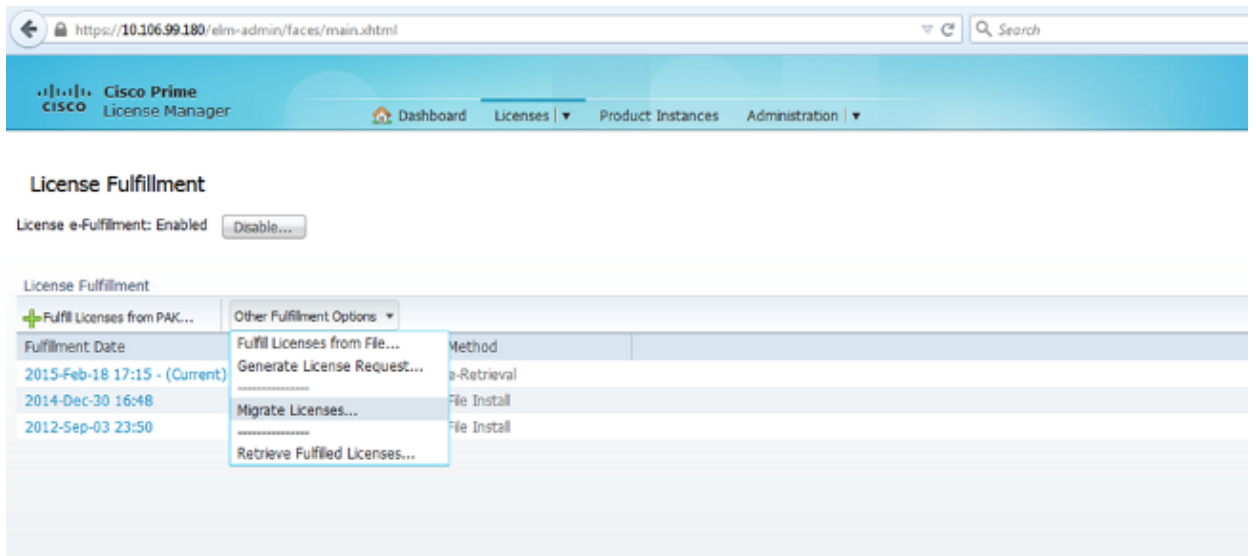 https://10.106.99.180/elm-admin/faces/main.xhtml
Search
CISCO
Cisco Prime
License Manager
Dashboard
Licenses
Product Instances
Administration
License Fulfillment
License e-Fulfillment: Enabled
Disable...
License Fulfillment
Fulfill Licenses from PAK...
Other Fulfillment Options
Fulfillment Date
Method
Fulfill Licenses from File...
Generate License Request...
---------------
Migrate Licenses...
---------------
Retrieve Fulfilled Licenses...
2015-Feb-18 17:15 - (Current)
e-Retrieval
2014-Dec-30 16:48
File Install
2012-Sep-03 23:50
File Install